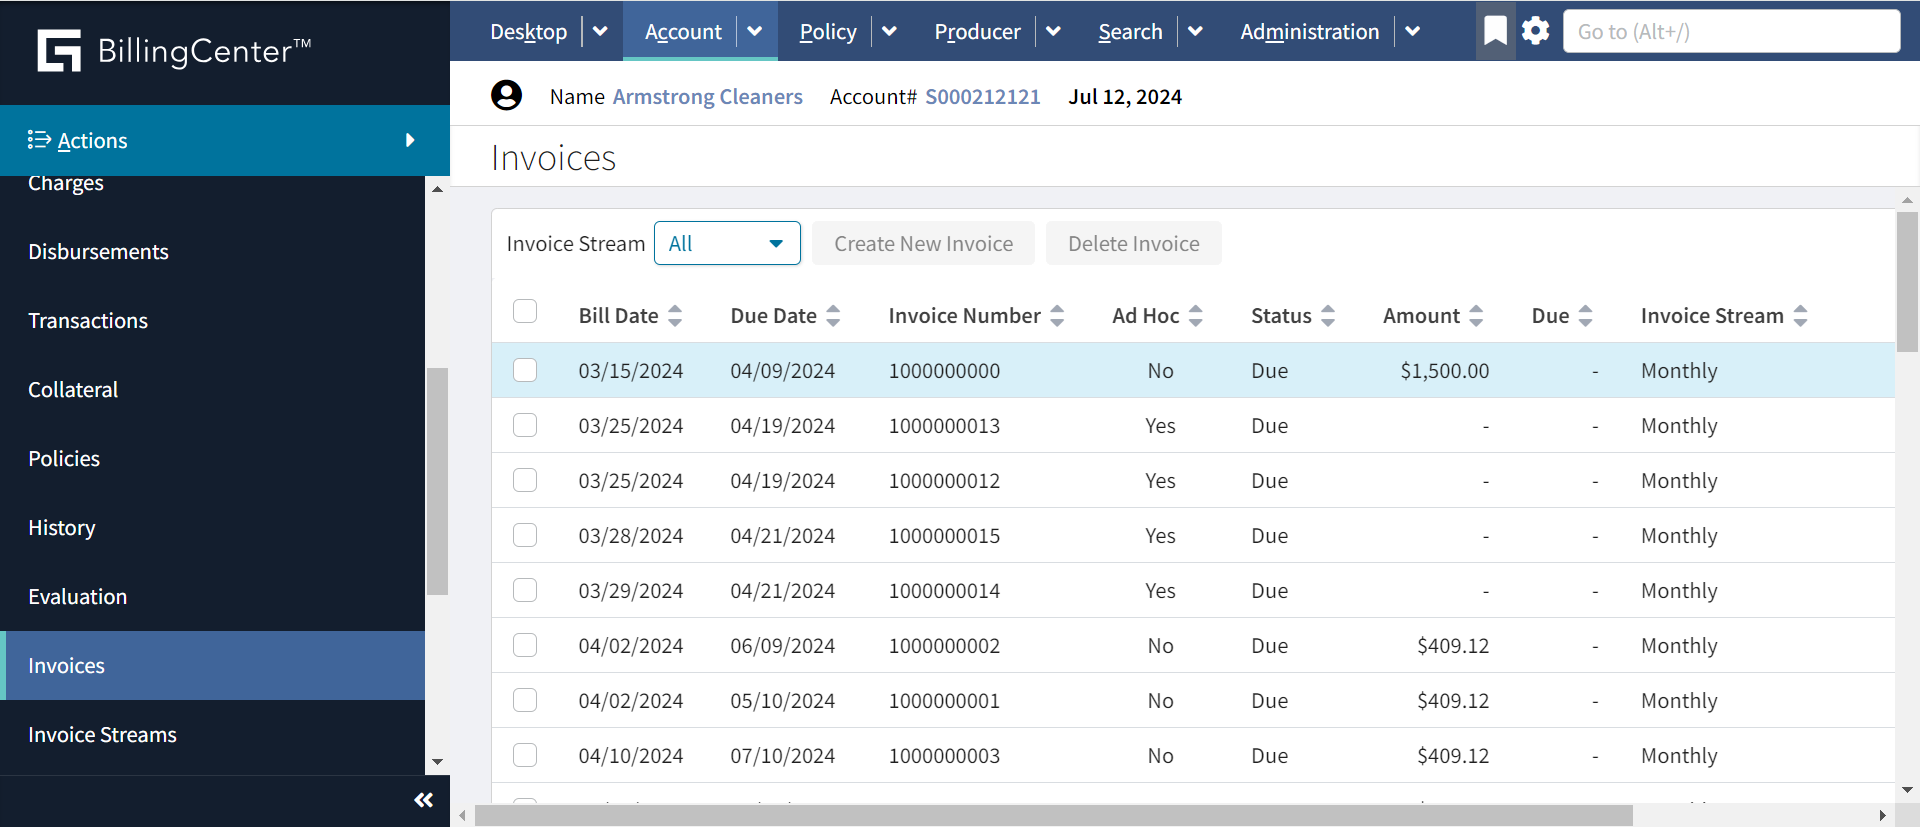 BillingCenter™
Desktop Account Policy Producer Search Administration Go to (Alt+/)
Name Armstrong Cleaners Account# S000212121 Jul 12, 2024
Actions
Charges
Disbursements
Transactions
Collateral
Policies
History
Evaluation
Invoices
Invoice Streams
Invoices
Invoice Stream All Create New Invoice Delete Invoice
Bill Date Due Date Invoice Number Ad Hoc Status Amount Due Invoice Stream
03/15/2024 04/09/2024 1000000000 No Due $1,500.00 - Monthly
03/25/2024 04/19/2024 1000000013 Yes Due - - Monthly
03/25/2024 04/19/2024 1000000012 Yes Due - - Monthly
03/28/2024 04/21/2024 1000000015 Yes Due - - Monthly
03/29/2024 04/21/2024 1000000014 Yes Due - - Monthly
04/02/2024 06/09/2024 1000000002 No Due $409.12 - Monthly
04/02/2024 05/10/2024 1000000001 No Due $409.12 - Monthly
04/10/2024 07/10/2024 1000000003 No Due $409.12 - Monthly